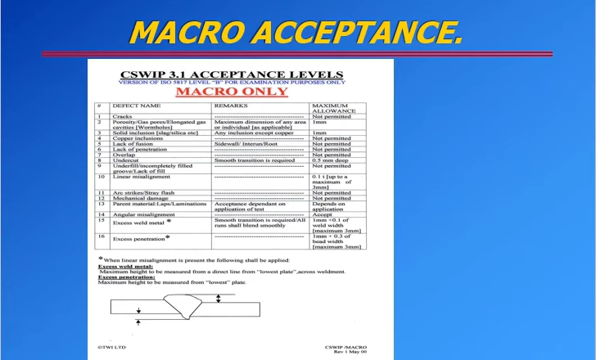 MACRO ACCEPTANCE.
CSWIP 3.1 ACCEPTANCE LEVELS
VERSION OF ISO 5817 LEVEL "B" FOR EXAMINATION PURPOSES ONLY
MACRO ONLY
# DEFECT NAME REMARKS MAXIMUM ALLOWANCE
1 Cracks Not permitted
2 Porosity/Gas pores/Elongated gas cavities [Wormholes] Maximum dimension of any area or individual [as applicable] 1mm
3 Solid inclusion [slag/silica etc] Any inclusion except copper 1mm
4 Copper inclusions Not permitted
5 Lack of fusion Sidewall/ Interun/Root Not permitted
6 Lack of penetration Not permitted
7 Overlap Not permitted
8 Undercut Smooth transition is required 0.5 mm deep
9 Underfill/incompletely filled groove/Lack of fill Not permitted
10 Linear misalignment 0.1 t [up to a maximum of 3mm]
11 Arc strikes/Stray flash Not permitted
12 Mechanical damage Not permitted
13 Parent material Laps/Laminations Acceptance dependant on application of test Depends on application
14 Angular misalignment Accept
15 Excess weld metal * Smooth transition is required/All runs shall blend smoothly 1mm +0.1 of weld width [maximum 3mm]
16 Excess penetration * 1mm + 0.3 of bead width [maximum 3mm]
* When linear misalignment is present the following shall be applied:
Excess weld metal:
Maximum height to be measured from a direct line from "lowest plate",across weldment.
Excess penetration:
Maximum height to be measured from "lowest" plate.
©TWI LTD
CSWIP /MACRO
Rev 1 May 00